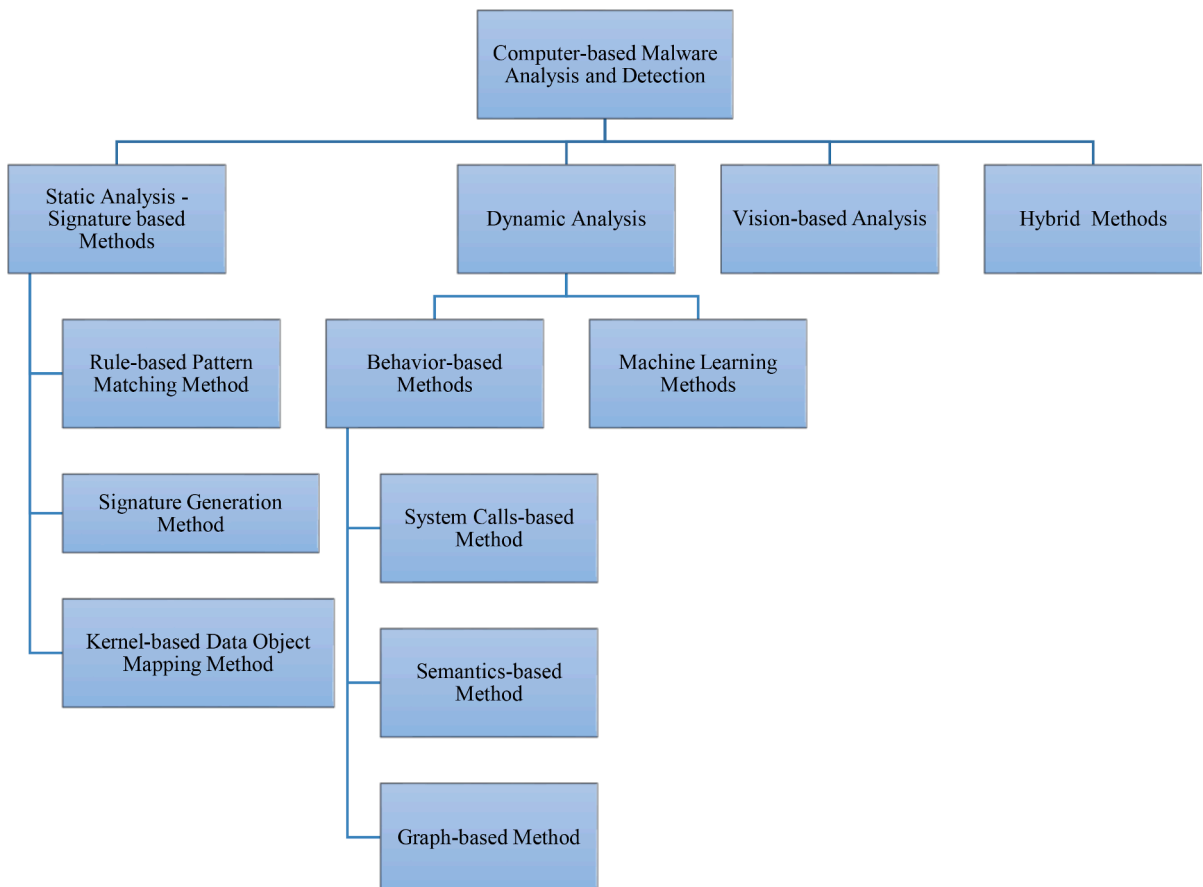 Computer-based Malware
Analysis and Detection
Static Analysis -
Signature based
Methods
Dynamic Analysis
Vision-based Analysis
Hybrid Methods
Rule-based Pattern
Matching Method
Signature Generation
Method
Kernel-based Data Object
Mapping Method
Behavior-based
Methods
Machine Learning
Methods
System Calls-based
Method
Semantics-based
Method
Graph-based Method